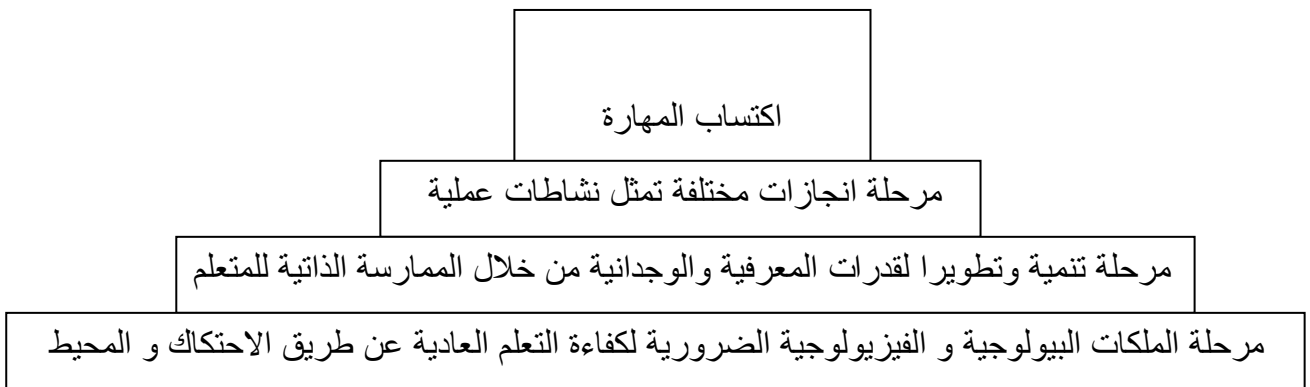 اكتساب المهارة
مرحلة انجازات مختلفة تمثل نشاطات عملية
مرحلة تنمية وتطويرا لقدرات المعرفية والوجدانية من خلال الممارسة الذاتية للمتعلم
مرحلة الملكات البيولوجية و الفيزيولوجية الضرورية لكفاءة التعلم العادية عن طريق الاحتكاك و المحيط